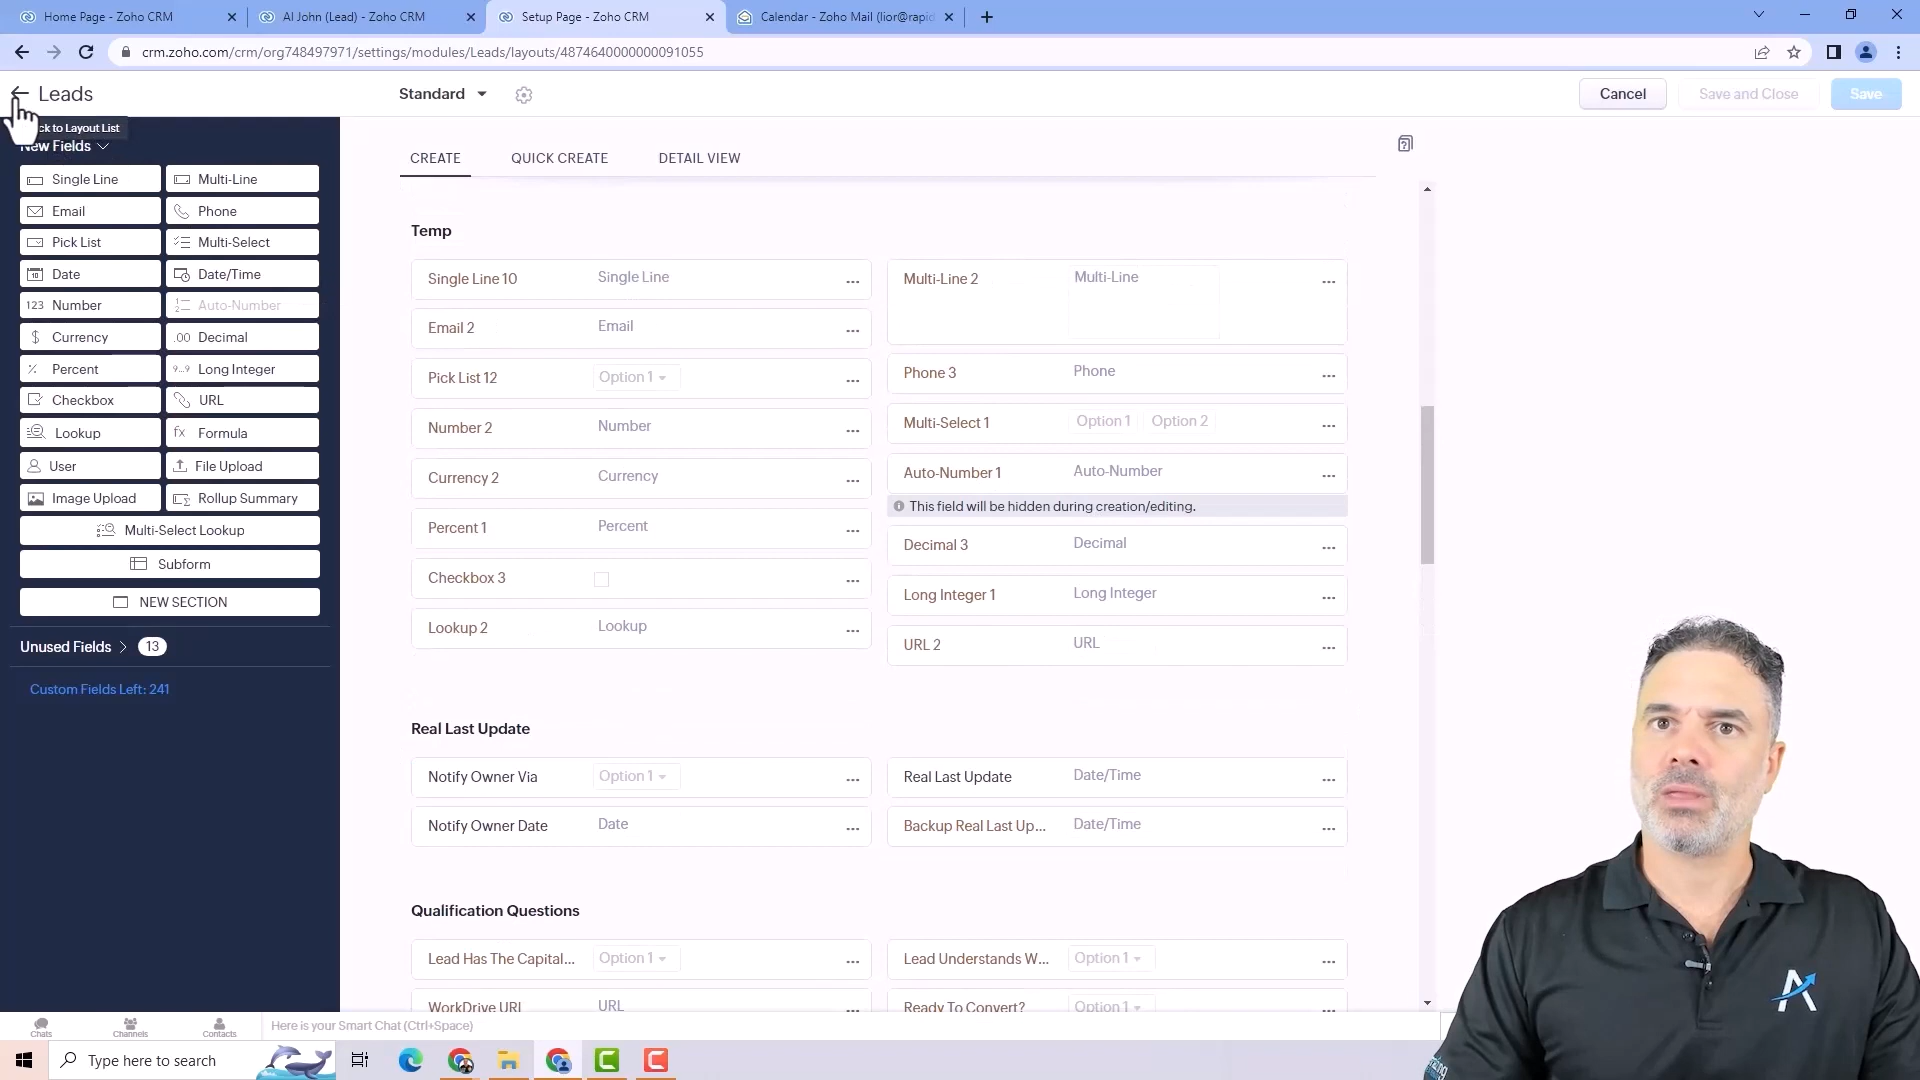 Home Page - Zoho CRM
Al John (Lead) - Zoho CRM
Setup Page - Zoho CRM
Calendar - Zoho Mail (lior@rapid
crm.zoho.com/crm/org748497971/settings/modules/Leads/layouts/4874640000000091055
Leads
Standard
Cancel
Save and Close
Save
ck to Layout List
New Fields
Single Line
Multi-Line
Email
Phone
Pick List
Multi-Select
Date
Date/Time
123 Number
Auto-Number
$ Currency
.00 Decimal
Percent
Long Integer
Checkbox
URL
Lookup
fx Formula
User
File Upload
Image Upload
Rollup Summary
Multi-Select Lookup
Subform
NEW SECTION
Unused Fields 13
Custom Fields Left: 241
CREATE
QUICK CREATE
DETAIL VIEW
Temp
Single Line 10 Single Line
Email 2 Email
Pick List 12 Option 1
Number 2 Number
Currency 2 Currency
Percent 1 Percent
Checkbox 3
Lookup 2 Lookup
Multi-Line 2 Multi-Line
Phone 3 Phone
Multi-Select 1 Option 1 Option 2
Auto-Number 1 Auto-Number
This field will be hidden during creation/editing.
Decimal 3 Decimal
Long Integer 1 Long Integer
URL 2 URL
Real Last Update
Notify Owner Via Option 1
Real Last Update Date/Time
Notify Owner Date Date
Backup Real Last Up... Date/Time
Qualification Questions
Lead Has The Capital... Option 1
Lead Understands W... Option 1
WorkDrive URL URL
Ready To Convert? Option 1
Chats
Channels
Contacts
Here is your Smart Chat (Ctrl+Space)
Type here to search